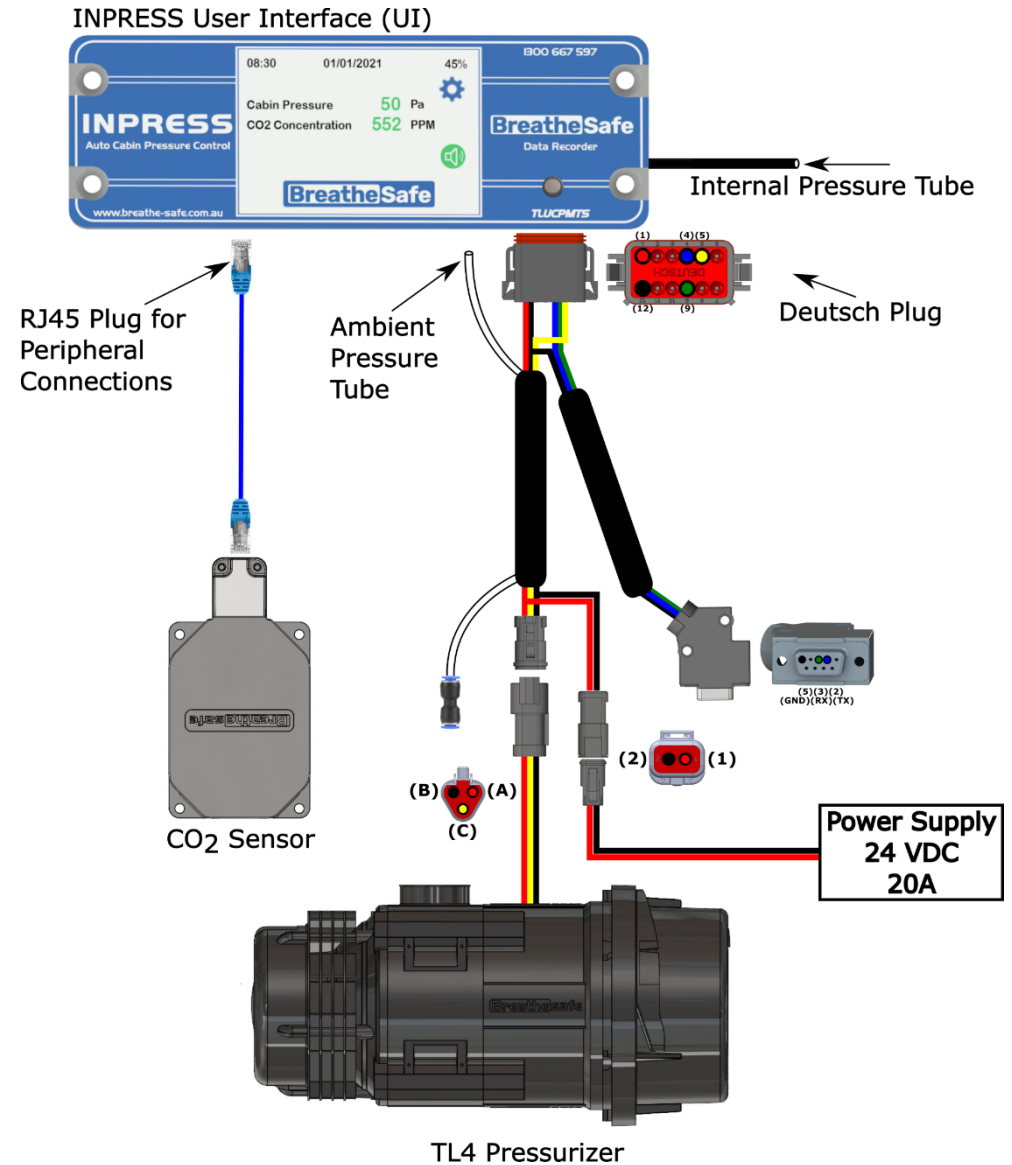 INPRESS User Interface (UI)
1300 667 597
08:30 01/01/2021 45%
Cabin Pressure 50 Pa
CO2 Concentration 552 PPM
INPRESS
Auto Cabin Pressure Control
BreatheSafe
Data Recorder
BreatheSafe
www.breathe-safe.com.au
TLUCPMTS
Internal Pressure Tube
(1) (4)(5)
DEUTSCH
(12) (9)
Deutsch Plug
RJ45 Plug for
Peripheral
Connections
Ambient
Pressure
Tube
(5)(3)(2)
(GND)(RX)(TX)
Breathesafe
CO2 Sensor
(2) (1)
(B) (A)
(C)
Power Supply
24 VDC
20A
Breathesafe
TL4 Pressurizer